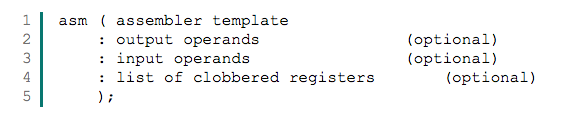 1 asm ( assembler template
2 : output operands (optional)
3 : input operands (optional)
4 : list of clobbered registers (optional)
5 );